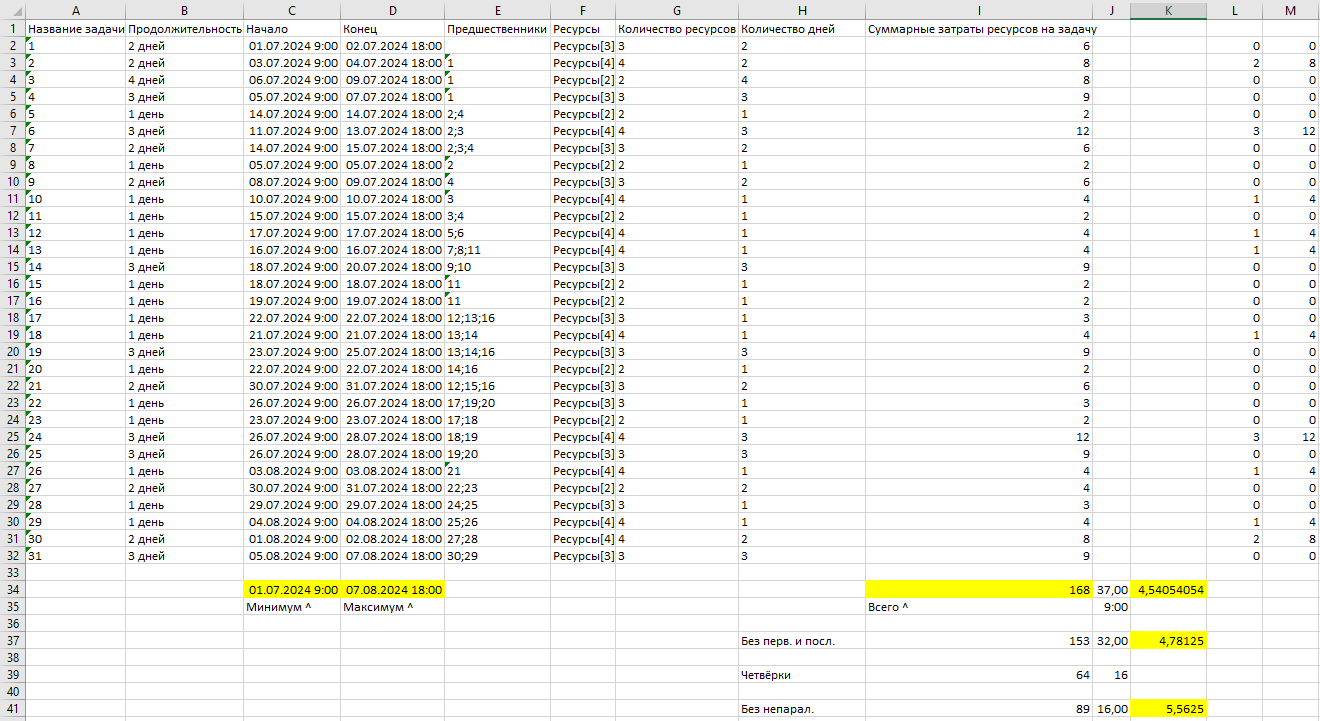 A B C D E F G H I J K L M
1 Название задачи Продолжительность Начало Конец Предшественники Ресурсы Количество ресурсов Количество дней Суммарные затраты ресурсов на задачу
2 1 2 дней 01.07.2024 9:00 02.07.2024 18:00 Ресурсы[3] 3 2 6 0 0
3 2 2 дней 03.07.2024 9:00 04.07.2024 18:00 1 Ресурсы[4] 4 2 8 2 8
4 3 4 дней 06.07.2024 9:00 09.07.2024 18:00 1 Ресурсы[2] 2 4 8 0 0
5 4 3 дней 05.07.2024 9:00 07.07.2024 18:00 1 Ресурсы[3] 3 3 9 0 0
6 5 1 день 14.07.2024 9:00 14.07.2024 18:00 2;4 Ресурсы[2] 2 1 2 0 0
7 6 3 дней 11.07.2024 9:00 13.07.2024 18:00 2;3 Ресурсы[4] 4 3 12 3 12
8 7 2 дней 14.07.2024 9:00 15.07.2024 18:00 2;3;4 Ресурсы[3] 3 2 6 0 0
9 8 1 день 05.07.2024 9:00 05.07.2024 18:00 2 Ресурсы[2] 2 1 2 0 0
10 9 2 дней 08.07.2024 9:00 09.07.2024 18:00 4 Ресурсы[3] 3 2 6 0 0
11 10 1 день 10.07.2024 9:00 10.07.2024 18:00 3 Ресурсы[4] 4 1 4 1 4
12 11 1 день 15.07.2024 9:00 15.07.2024 18:00 3;4 Ресурсы[2] 2 1 2 0 0
13 12 1 день 17.07.2024 9:00 17.07.2024 18:00 5;6 Ресурсы[4] 4 1 4 1 4
14 13 1 день 16.07.2024 9:00 16.07.2024 18:00 7;8;11 Ресурсы[4] 4 1 4 1 4
15 14 3 дней 18.07.2024 9:00 20.07.2024 18:00 9;10 Ресурсы[3] 3 3 9 0 0
16 15 1 день 18.07.2024 9:00 18.07.2024 18:00 11 Ресурсы[2] 2 1 2 0 0
17 16 1 день 19.07.2024 9:00 19.07.2024 18:00 11 Ресурсы[2] 2 1 2 0 0
18 17 1 день 22.07.2024 9:00 22.07.2024 18:00 12;13;16 Ресурсы[3] 3 1 3 0 0
19 18 1 день 21.07.2024 9:00 21.07.2024 18:00 13;14 Ресурсы[4] 4 1 4 1 4
20 19 3 дней 23.07.2024 9:00 25.07.2024 18:00 13;14;16 Ресурсы[3] 3 3 9 0 0
21 20 1 день 22.07.2024 9:00 22.07.2024 18:00 14;16 Ресурсы[2] 2 1 2 0 0
22 21 2 дней 30.07.2024 9:00 31.07.2024 18:00 12;15;16 Ресурсы[3] 3 2 6 0 0
23 22 1 день 26.07.2024 9:00 26.07.2024 18:00 17;19;20 Ресурсы[3] 3 1 3 0 0
24 23 1 день 23.07.2024 9:00 23.07.2024 18:00 17;18 Ресурсы[2] 2 1 2 0 0
25 24 3 дней 26.07.2024 9:00 28.07.2024 18:00 18;19 Ресурсы[4] 4 3 12 3 12
26 25 3 дней 26.07.2024 9:00 28.07.2024 18:00 19;20 Ресурсы[3] 3 3 9 0 0
27 26 1 день 03.08.2024 9:00 03.08.2024 18:00 21 Ресурсы[4] 4 1 4 1 4
28 27 2 дней 30.07.2024 9:00 31.07.2024 18:00 22;23 Ресурсы[2] 2 2 4 0 0
29 28 1 день 29.07.2024 9:00 29.07.2024 18:00 24;25 Ресурсы[3] 3 1 3 0 0
30 29 1 день 04.08.2024 9:00 04.08.2024 18:00 25;26 Ресурсы[4] 4 1 4 1 4
31 30 2 дней 01.08.2024 9:00 02.08.2024 18:00 27;28 Ресурсы[4] 4 2 8 2 8
32 31 3 дней 05.08.2024 9:00 07.08.2024 18:00 30;29 Ресурсы[3] 3 3 9 0 0
33
34 01.07.2024 9:00 07.08.2024 18:00 168 37,00 4,54054054
35 Минимум ^ Максимум ^ Всего ^ 9:00
36
37 Без перв. и посл. 153 32,00 4,78125
38
39 Четвёрки 64 16
40
41 Без непарал. 89 16,00 5,5625